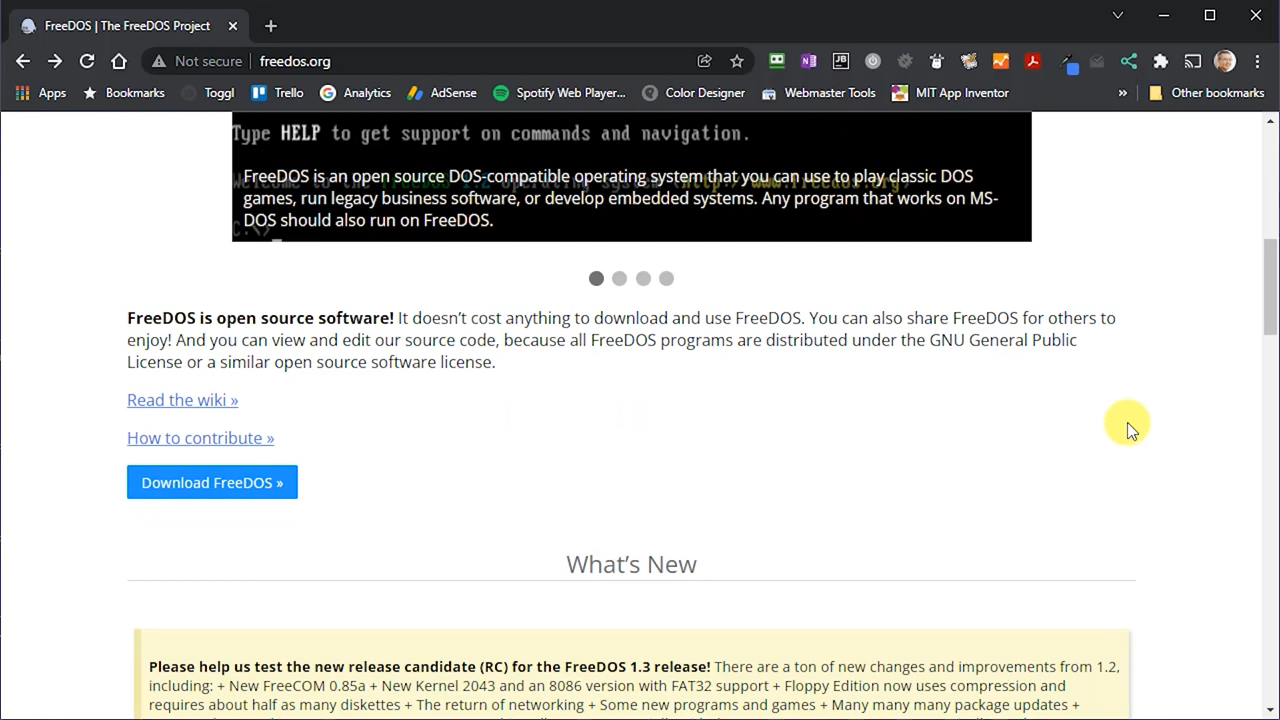 FreeDOS | The FreeDOS Project
Not secure freedos.org
Apps Bookmarks Toggl Trello Analytics AdSense Spotify Web Player... Color Designer Webmaster Tools MIT App Inventor » Other bookmarks
Type HELP to get support on commands and navigation.
FreeDOS is an open source DOS-compatible operating system that you can use to play classic DOS
games, run legacy business software, or develop embedded systems. Any program that works on MS-
DOS should also run on FreeDOS.
FreeDOS is open source software! It doesn't cost anything to download and use FreeDOS. You can also share FreeDOS for others to
enjoy! And you can view and edit our source code, because all FreeDOS programs are distributed under the GNU General Public
License or a similar open source software license.
Read the wiki »
How to contribute »
Download FreeDOS »
What's New
Please help us test the new release candidate (RC) for the FreeDOS 1.3 release! There are a ton of new changes and improvements from 1.2,
including: + New FreeCOM 0.85a + New Kernel 2043 and an 8086 version with FAT32 support + Floppy Edition now uses compression and
requires about half as many diskettes + The return of networking + Some new programs and games + Many many many package updates +